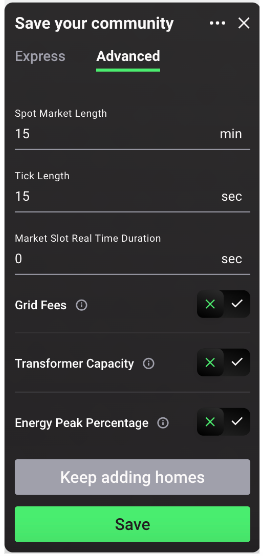 Save your community
Express Advanced
Spot Market Length
15 min
Tick Length
15 sec
Market Slot Real Time Duration
0 sec
Grid Fees
Transformer Capacity
Energy Peak Percentage
Keep adding homes
Save